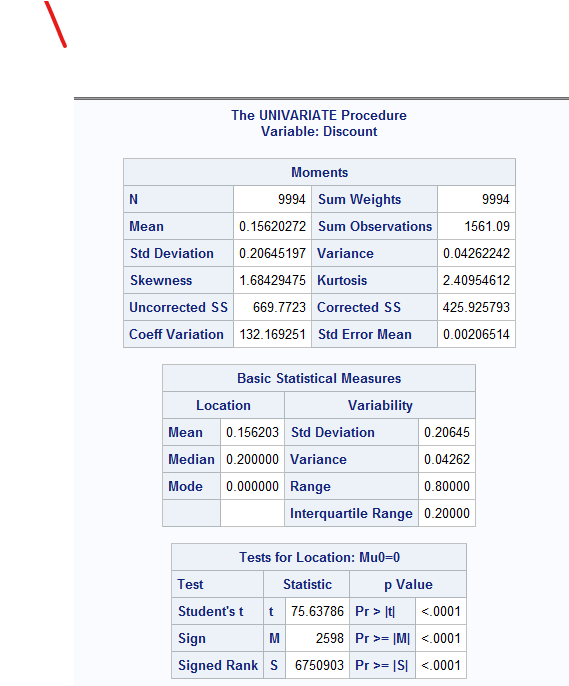 The UNIVARIATE Procedure
Variable: Discount
Moments
N 9994 Sum Weights 9994
Mean 0.15620272 Sum Observations 1561.09
Std Deviation 0.20645197 Variance 0.04262242
Skewness 1.68429475 Kurtosis 2.40954612
Uncorrected SS 669.7723 Corrected SS 425.925793
Coeff Variation 132.169251 Std Error Mean 0.00206514
Basic Statistical Measures
Location Variability
Mean 0.156203 Std Deviation 0.20645
Median 0.200000 Variance 0.04262
Mode 0.000000 Range 0.80000
Interquartile Range 0.20000
Tests for Location: Mu0=0
Test Statistic p Value
Student's t t 75.63786 Pr > |t| <.0001
Sign M 2598 Pr >= |M| <.0001
Signed Rank S 6750903 Pr >= |S| <.0001